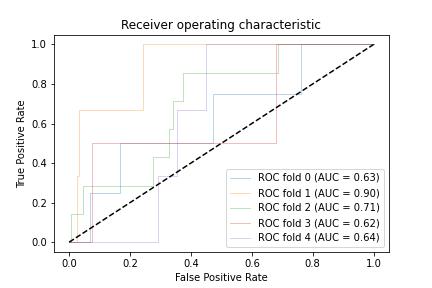 Receiver operating characteristic
True Positive Rate
1.0
0.8
0.6
0.4
0.2
0.0
ROC fold 0 (AUC = 0.63)
ROC fold 1 (AUC = 0.90)
ROC fold 2 (AUC = 0.71)
ROC fold 3 (AUC = 0.62)
ROC fold 4 (AUC = 0.64)
0.0 0.2 0.4 0.6 0.8 1.0
False Positive Rate